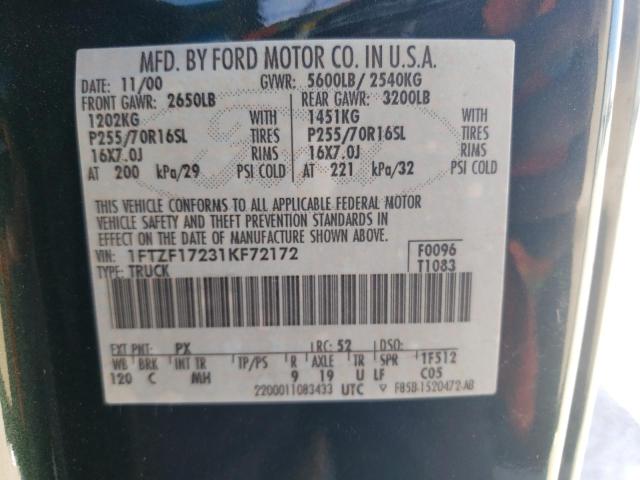 MFD. BY FORD MOTOR CO. IN U.S.A.
DATE: 11/00 GVWR: 5600LB/ 2540KG
FRONT GAWR: 2650LB REAR GAWR: 3200LB
1202KG WITH 1451KG WITH
P255/70R16SL TIRES P255/70R16SL TIRES
16X7.0J RIMS 16X7.0J RIMS
AT 200 kPa/29 PSI COLD AT 221 kPa/32 PSI COLD
THIS VEHICLE CONFORMS TO ALL APPLICABLE FEDERAL MOTOR
VEHICLE SAFETY AND THEFT PREVENTION STANDARDS IN
EFFECT ON THE DATE OF MANUFACTURE SHOWN ABOVE.
VIN: 1FTZF17231KF72172 F0096
TYPE: TRUCK T1083
EXT PNT: PX RC: 52 DSO:
WB BRK INT TR TP/PS R AXLE TR SPR 1F512
120 C MH 9 19 U LF C05
2200011083433 UTC F85B-1520472-AB